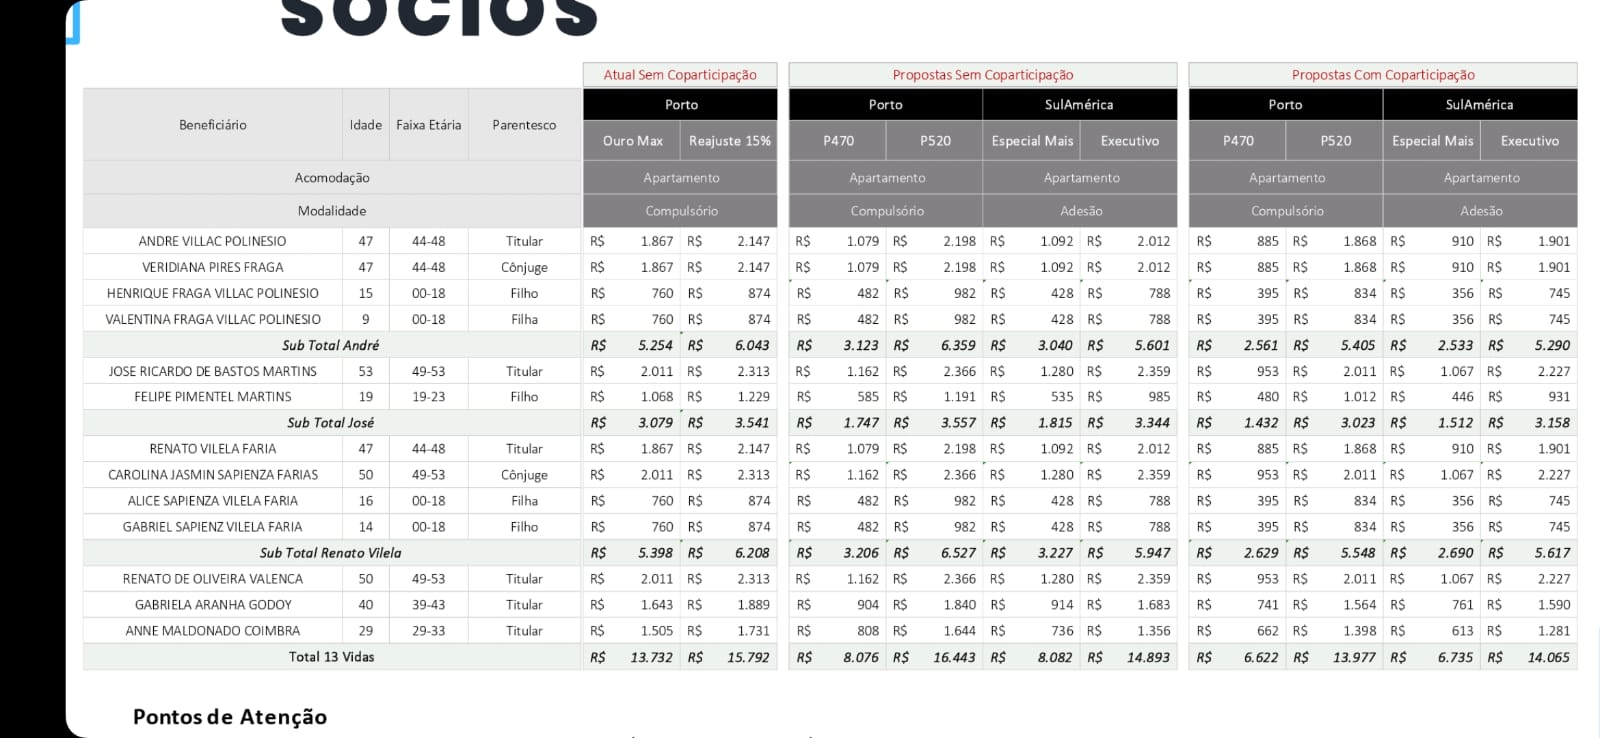 sócios
Atual Sem Coparticipação Propostas Sem Coparticipação Propostas Com Coparticipação
Beneficiário Idade Faixa Etária Parentesco Porto Porto SulAmérica Porto SulAmérica
Ouro Max Reajuste 15% P470 P520 Especial Mais Executivo P470 P520 Especial Mais Executivo
Acomodação Apartamento Apartamento Apartamento Apartamento Apartamento
Modalidade Compulsório Compulsório Adesão Compulsório Adesão
ANDRE VILLAC POLINESIO 47 44-48 Titular R$ 1.867 R$ 2.147 R$ 1.079 R$ 2.198 R$ 1.092 R$ 2.012 R$ 885 R$ 1.868 R$ 910 R$ 1.901
VERIDIANA PIRES FRAGA 47 44-48 Cônjuge R$ 1.867 R$ 2.147 R$ 1.079 R$ 2.198 R$ 1.092 R$ 2.012 R$ 885 R$ 1.868 R$ 910 R$ 1.901
HENRIQUE FRAGA VILLAC POLINESIO 15 00-18 Filho R$ 760 R$ 874 R$ 482 R$ 982 R$ 428 R$ 788 R$ 395 R$ 834 R$ 356 R$ 745
VALENTINA FRAGA VILLAC POLINESIO 9 00-18 Filha R$ 760 R$ 874 R$ 482 R$ 982 R$ 428 R$ 788 R$ 395 R$ 834 R$ 356 R$ 745
Sub Total André R$ 5.254 R$ 6.043 R$ 3.123 R$ 6.359 R$ 3.040 R$ 5.601 R$ 2.561 R$ 5.405 R$ 2.533 R$ 5.290
JOSE RICARDO DE BASTOS MARTINS 53 49-53 Titular R$ 2.011 R$ 2.313 R$ 1.162 R$ 2.366 R$ 1.280 R$ 2.359 R$ 953 R$ 2.011 R$ 1.067 R$ 2.227
FELIPE PIMENTEL MARTINS 19 19-23 Filho R$ 1.068 R$ 1.229 R$ 585 R$ 1.191 R$ 535 R$ 985 R$ 480 R$ 1.012 R$ 446 R$ 931
Sub Total José R$ 3.079 R$ 3.541 R$ 1.747 R$ 3.557 R$ 1.815 R$ 3.344 R$ 1.432 R$ 3.023 R$ 1.512 R$ 3.158
RENATO VILELA FARIA 47 44-48 Titular R$ 1.867 R$ 2.147 R$ 1.079 R$ 2.198 R$ 1.092 R$ 2.012 R$ 885 R$ 1.868 R$ 910 R$ 1.901
CAROLINA JASMIN SAPIENZA FARIAS 50 49-53 Cônjuge R$ 2.011 R$ 2.313 R$ 1.162 R$ 2.366 R$ 1.280 R$ 2.359 R$ 953 R$ 2.011 R$ 1.067 R$ 2.227
ALICE SAPIENZA VILELA FARIA 16 00-18 Filha R$ 760 R$ 874 R$ 482 R$ 982 R$ 428 R$ 788 R$ 395 R$ 834 R$ 356 R$ 745
GABRIEL SAPIENZ VILELA FARIA 14 00-18 Filho R$ 760 R$ 874 R$ 482 R$ 982 R$ 428 R$ 788 R$ 395 R$ 834 R$ 356 R$ 745
Sub Total Renato Vilela R$ 5.398 R$ 6.208 R$ 3.206 R$ 6.527 R$ 3.227 R$ 5.947 R$ 2.629 R$ 5.548 R$ 2.690 R$ 5.617
RENATO DE OLIVEIRA VALENCA 50 49-53 Titular R$ 2.011 R$ 2.313 R$ 1.162 R$ 2.366 R$ 1.280 R$ 2.359 R$ 953 R$ 2.011 R$ 1.067 R$ 2.227
GABRIELA ARANHA GODOY 40 39-43 Titular R$ 1.643 R$ 1.889 R$ 904 R$ 1.840 R$ 914 R$ 1.683 R$ 741 R$ 1.564 R$ 761 R$ 1.590
ANNE MALDONADO COIMBRA 29 29-33 Titular R$ 1.505 R$ 1.731 R$ 808 R$ 1.644 R$ 736 R$ 1.356 R$ 662 R$ 1.398 R$ 613 R$ 1.281
Total 13 Vidas R$ 13.732 R$ 15.792 R$ 8.076 R$ 16.443 R$ 8.082 R$ 14.893 R$ 6.622 R$ 13.977 R$ 6.735 R$ 14.065
Pontos de Atenção